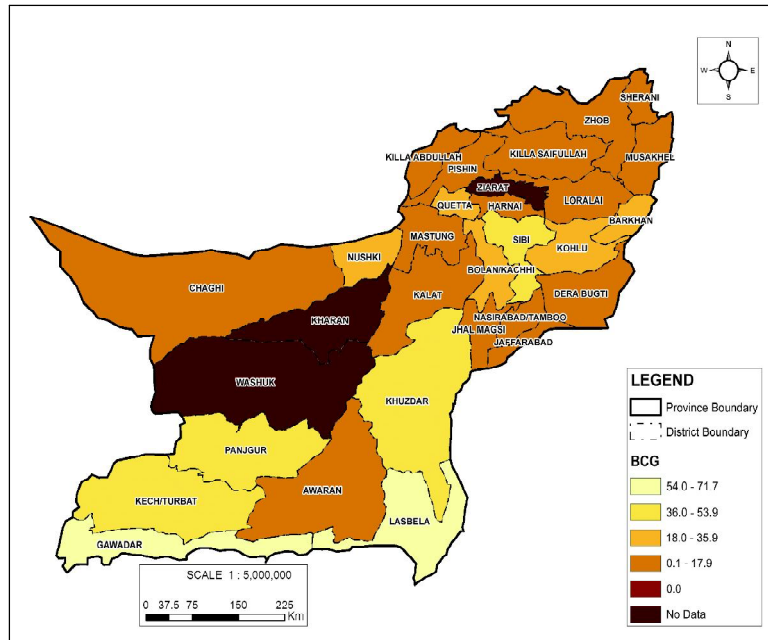 N
W E
S
SHERANI
ZHOB
KILLA ABDULLAH
KILLA SAIFULLAH
MUSAKHEL
PISHIN
ZIARAT
LORALAI
QUETTA
HARNAI
BARKHAN
MASTUNG
SIBI
KOHLU
NUSHKI
BOLAN/KACHHI
CHAGHI
KALAT
DERA BUGTI
KHARAN
NASIRABAD/TAMBOO
JHAL MAGSI
JAFFARABAD
WASHUK
KHUZDAR
PANJGUR
AWARAN
KECH/TURBAT
LASBELA
GAWADAR
SCALE 1 : 5,000,000
0 37.5 75 150 225
Km
LEGEND
Province Boundary
District Boundary
BCG
54.0 - 71.7
36.0 - 53.9
18.0 - 35.9
0.1 - 17.9
0.0
No Data